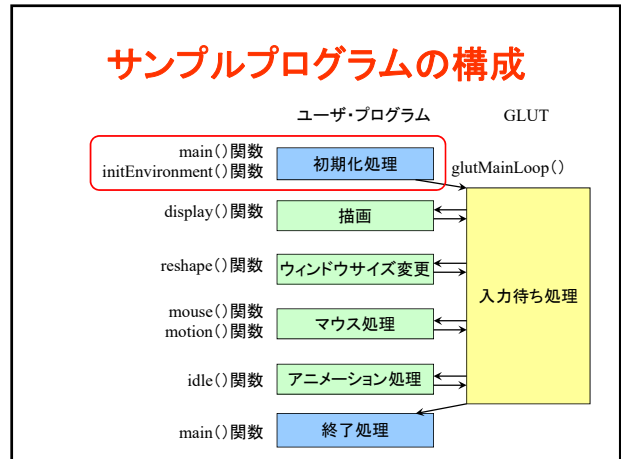 サンプルプログラムの構成
ユーザ・プログラム GLUT
main()関数
initEnvironment()関数
初期化処理
glutMainLoop()
display()関数
描画
reshape()関数
ウィンドウサイズ変更
入力待ち処理
mouse()関数
motion()関数
マウス処理
idle()関数
アニメーション処理
main()関数
終了処理